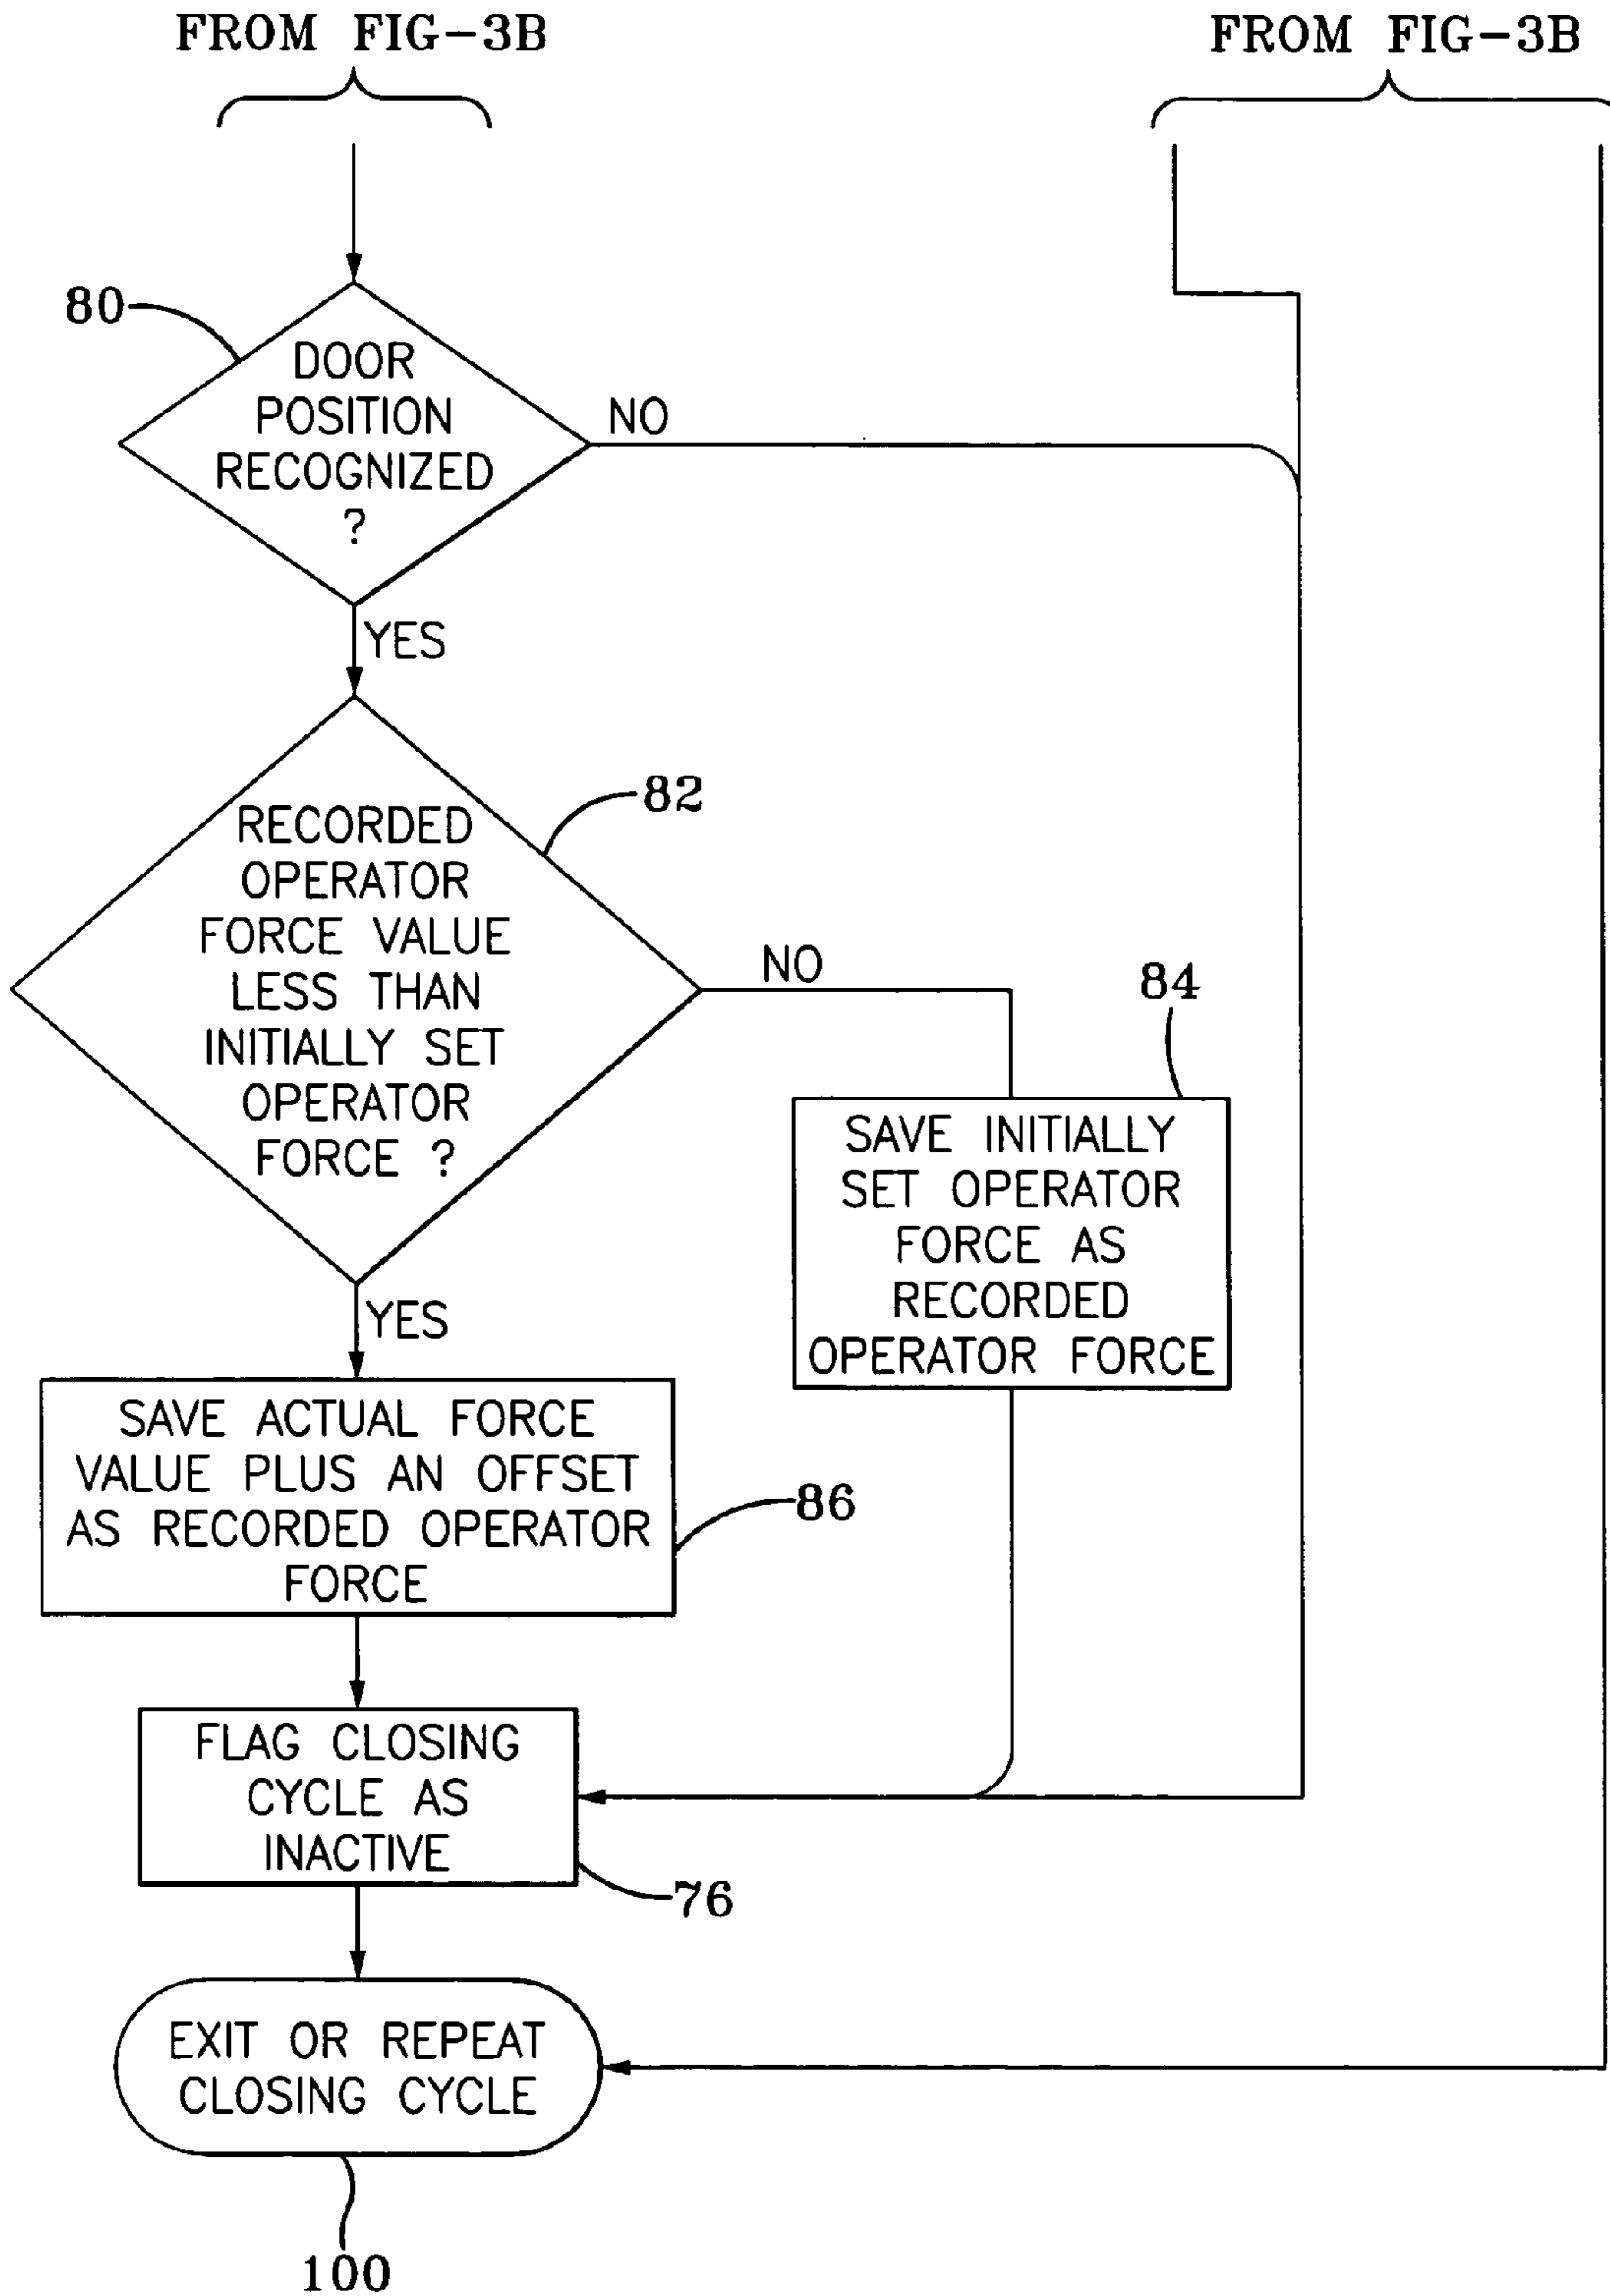 FROM FIG-3B
FROM FIG-3B
80
DOOR
POSITION
RECOGNIZED
?
NO
YES
82
RECORDED
OPERATOR
FORCE VALUE
LESS THAN
INITIALLY SET
OPERATOR
FORCE ?
NO
84
SAVE INITIALLY
SET OPERATOR
FORCE AS
RECORDED
OPERATOR FORCE
YES
SAVE ACTUAL FORCE
VALUE PLUS AN OFFSET
AS RECORDED OPERATOR
FORCE
86
FLAG CLOSING
CYCLE AS
INACTIVE
76
EXIT OR REPEAT
CLOSING CYCLE
100